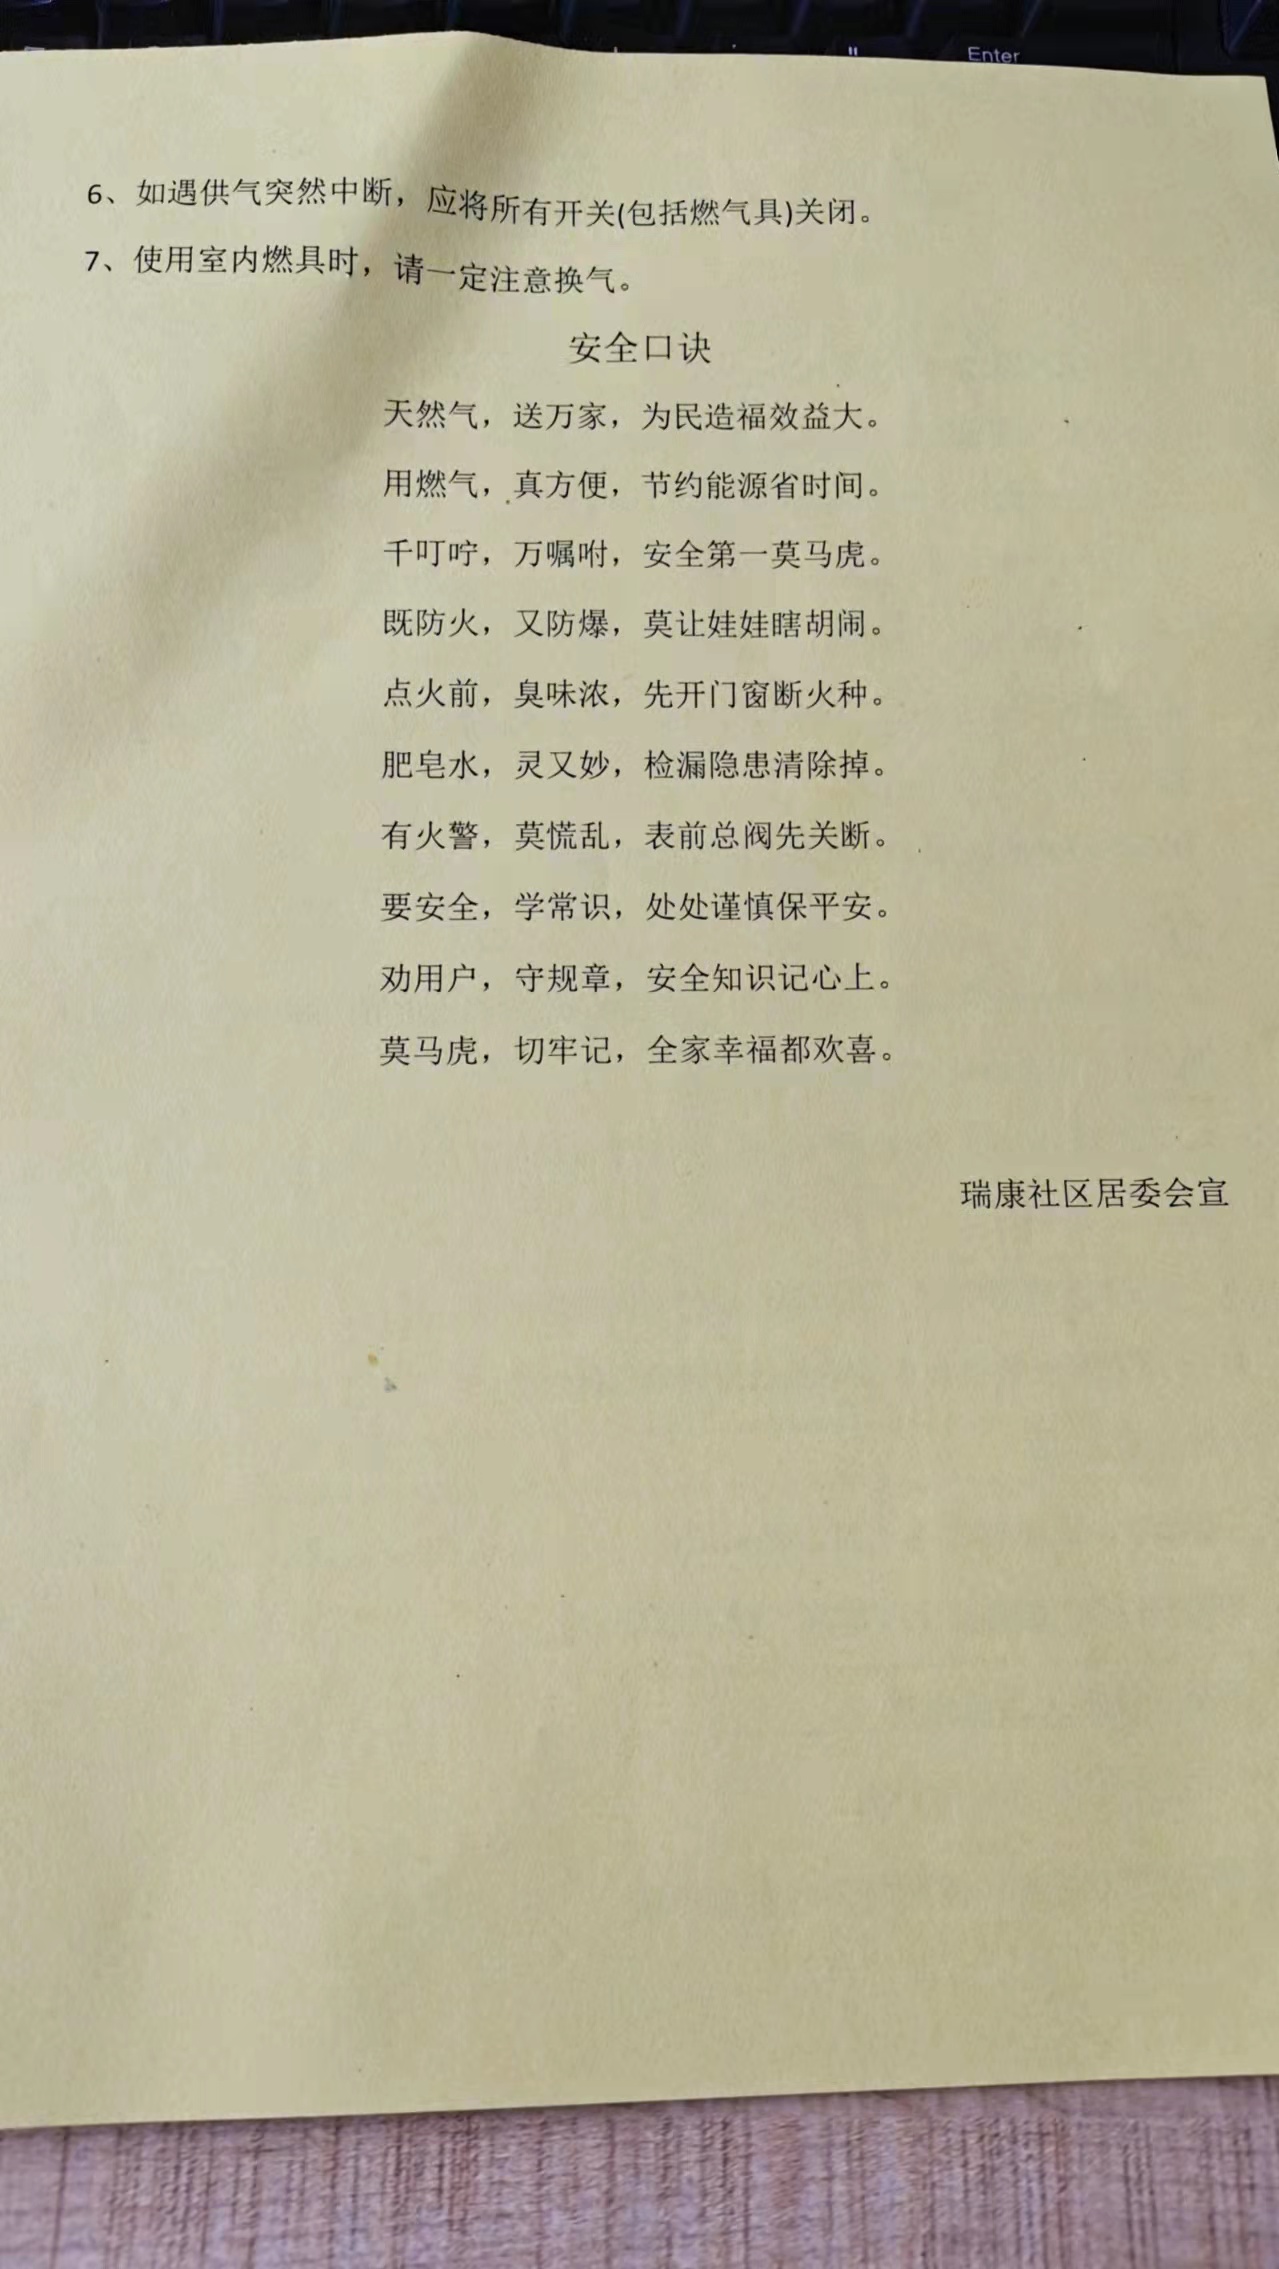 Enter
6、如遇供气突然中断，应将所有开关(包括燃气具)关闭。
7、使用室内燃具时，请一定注意换气。
安全口诀
天然气，送万家，为民造福效益大。
用燃气，真方便，节约能源省时间。
千叮咛，万嘱咐，安全第一莫马虎。
既防火，又防爆，莫让娃娃瞎胡闹。
点火前，臭味浓，先开门窗断火种。
肥皂水，灵又妙，检漏隐患清除掉。
有火警，莫慌乱，表前总阀先关断。
要安全，学常识，处处谨慎保平安。
劝用户，守规章，安全知识记心上。
莫马虎，切牢记，全家幸福都欢喜。
瑞康社区居委会宣